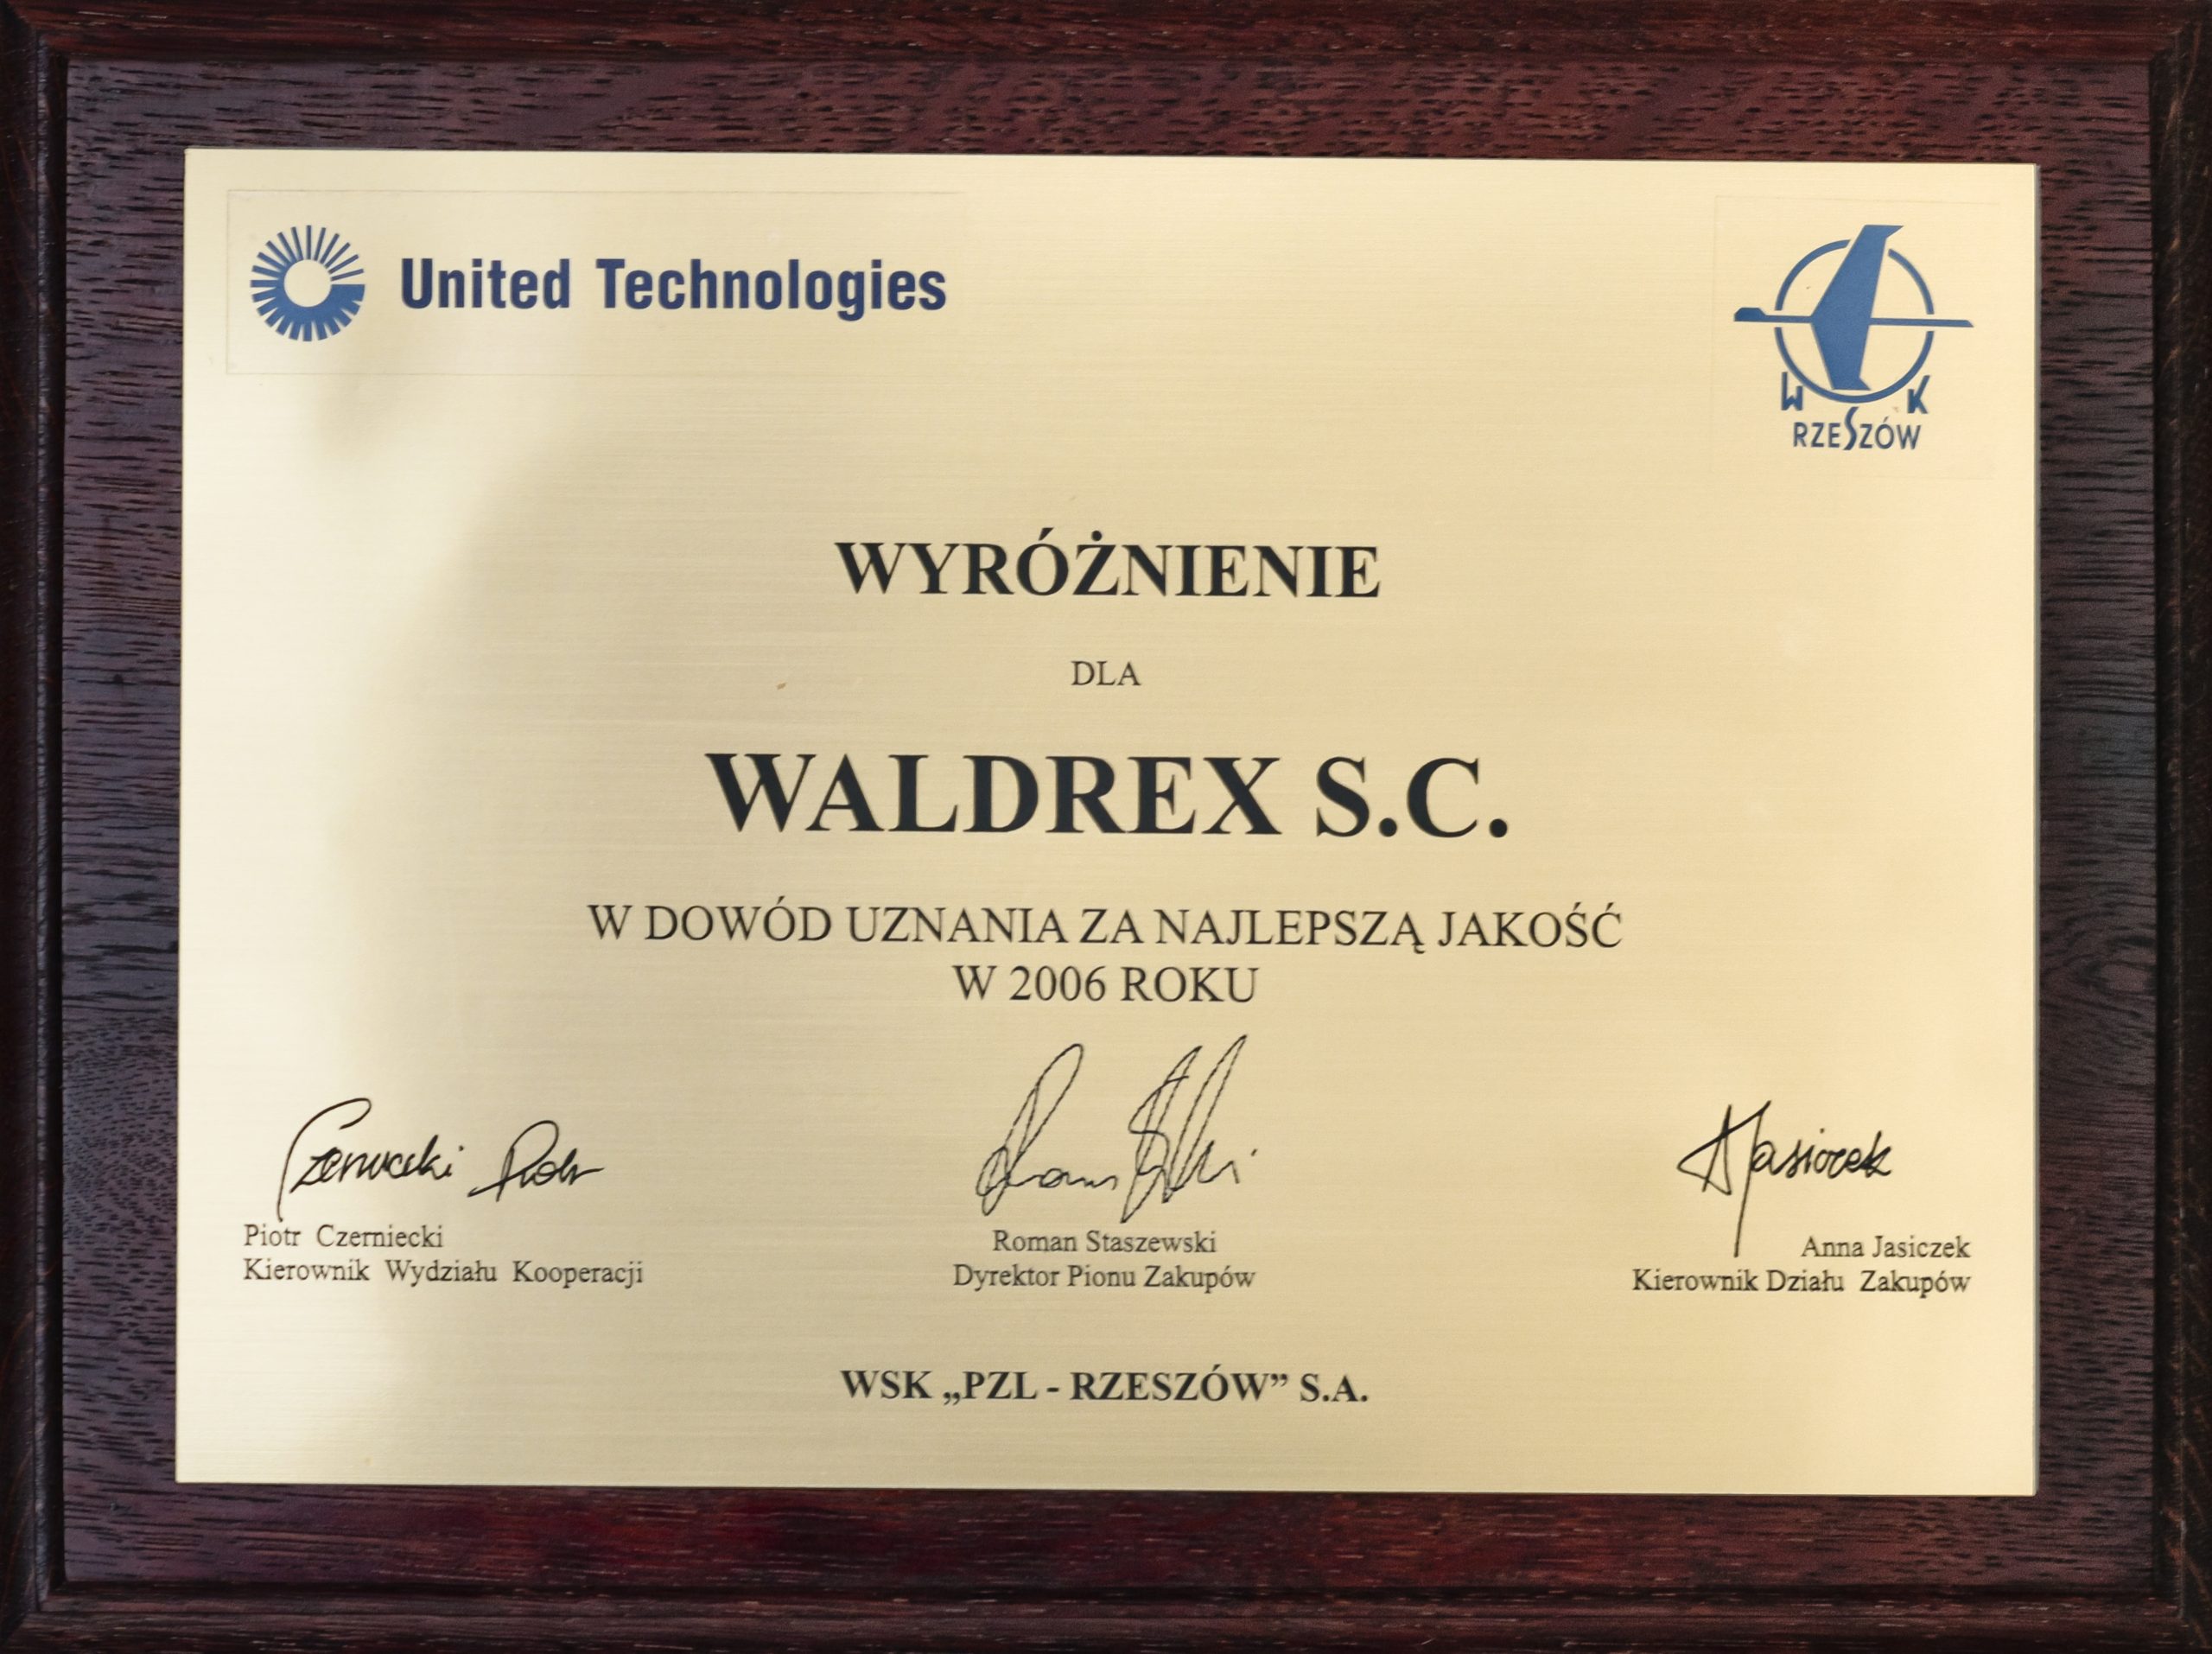 United Technologies
W K
RZESZÓW
WYRÓŻNIENIE
DLA
WALDREX S.C.
W DOWÓD UZNANIA ZA NAJLEPSZĄ JAKOŚĆ
W 2006 ROKU
Piotr Czerniecki
Kierownik Wydziału Kooperacji
Roman Staszewski
Dyrektor Pionu Zakupów
Anna Jasiczek
Kierownik Działu Zakupów
WSK „PZL - RZESZÓW” S.A.